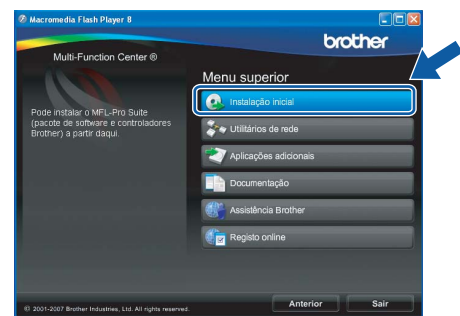 Macromedia Flash Player 8
brother
Multi-Function Center ®
Menu superior
Pode instalar o MFL-Pro Suite
(pacote de software e controladores
Brother) a partir daqui.
Instalação inicial
Utilitários de rede
Aplicações adicionais
Documentação
Assistência Brother
Registo online
© 2001-2007 Brother Industries, Ltd. All rights reserved.
Anterior
Sair